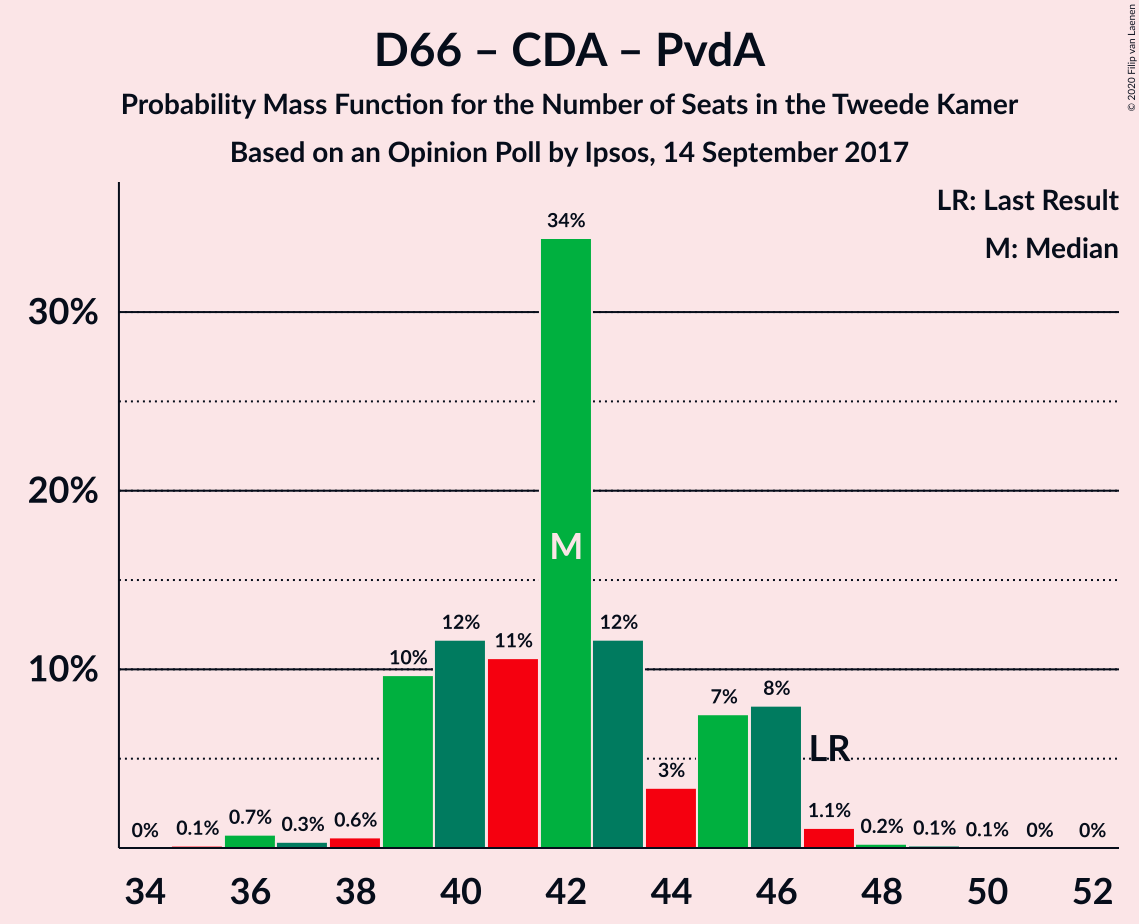 D66 – CDA – PvdA
Probability Mass Function for the Number of Seats in the Tweede Kamer
Based on an Opinion Poll by Ipsos, 14 September 2017
© 2020 Filip van Laenen
LR: Last Result
M: Median
30%
20%
10%
0%
0.1%
0.7%
0.3%
0.6%
10%
12%
11%
34%
M
12%
3%
7%
8%
LR
1.1%
0.2%
0.1%
0.1%
0%
0%
34 36 38 40 42 44 46 48 50 52